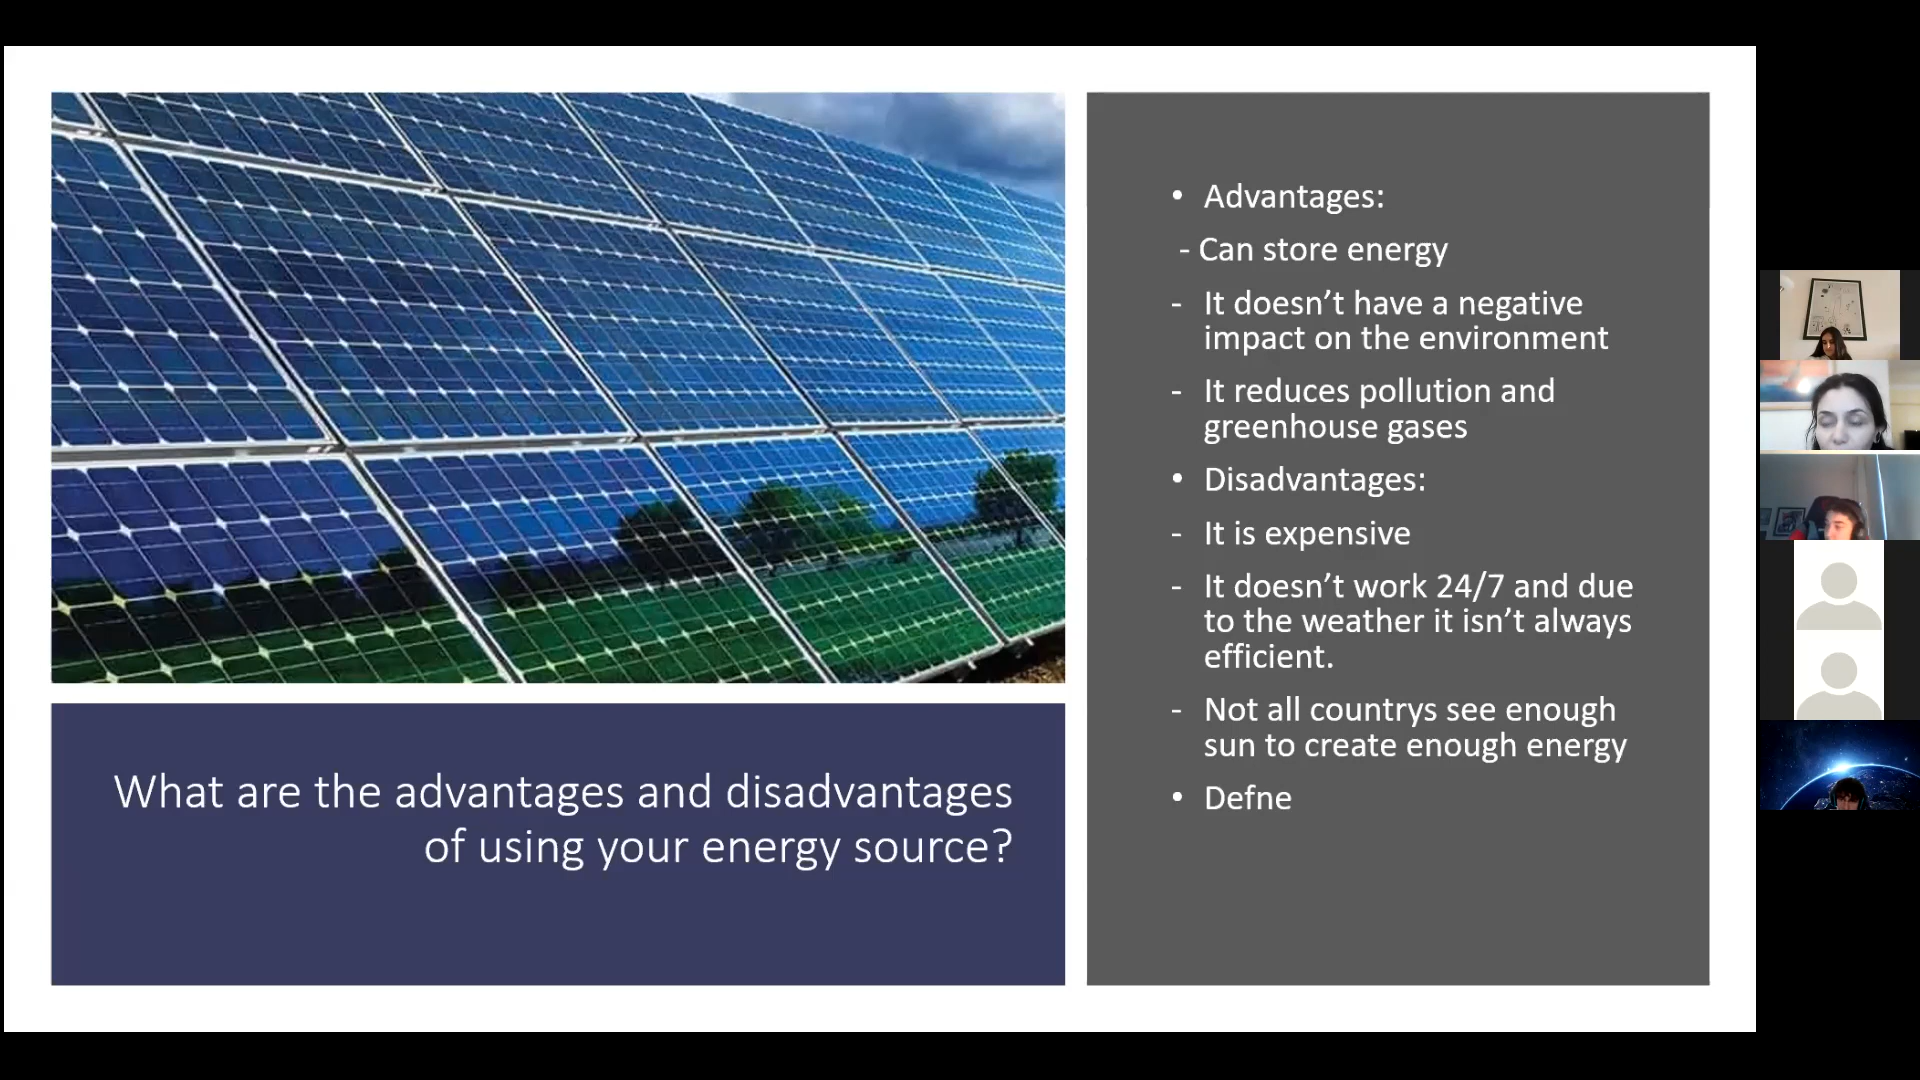 What are the advantages and disadvantages
of using your energy source?
• Advantages:
- Can store energy
- It doesn’t have a negative
impact on the environment
- It reduces pollution and
greenhouse gases
• Disadvantages:
- It is expensive
- It doesn’t work 24/7 and due
to the weather it isn’t always
efficient.
- Not all countrys see enough
sun to create enough energy
• Defne